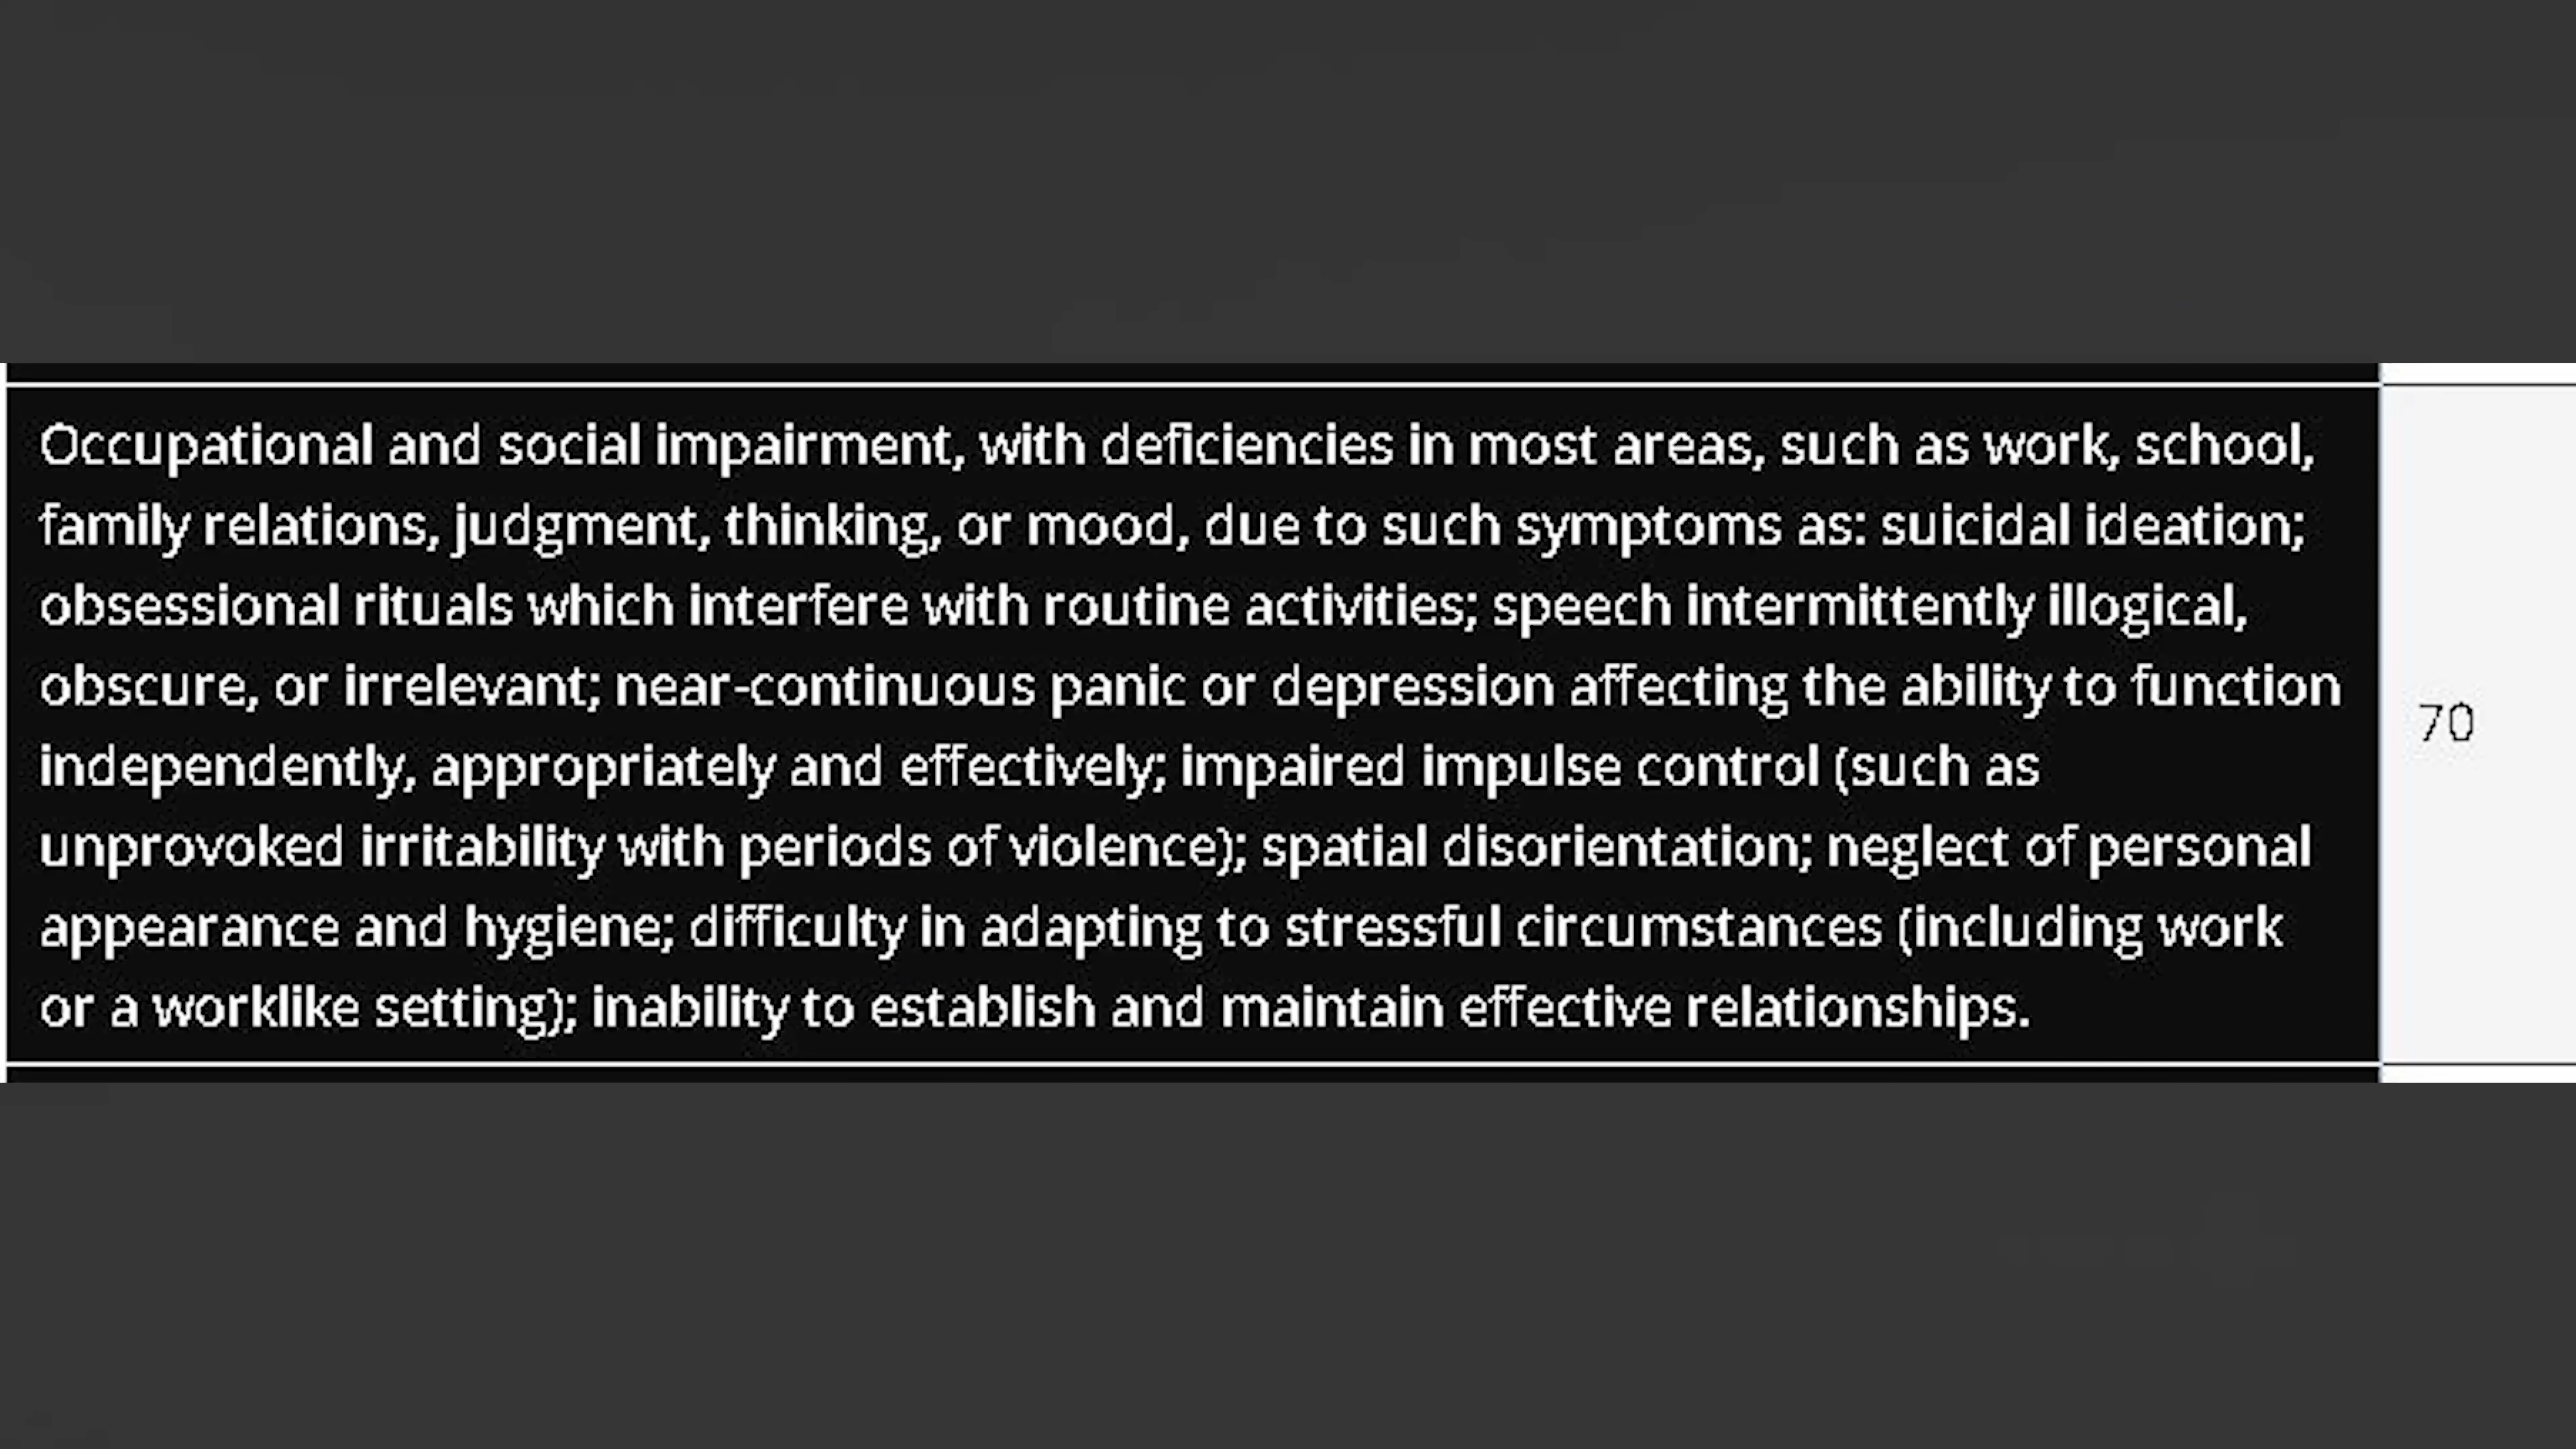 Occupational and social impairment, with deficiencies in most areas, such as work, school,
family relations, judgment, thinking, or mood, due to such symptoms as: suicidal ideation;
obsessional rituals which interfere with routine activities; speech intermittently illogical,
obscure, or irrelevant; near-continuous panic or depression affecting the ability to function
independently, appropriately and effectively; impaired impulse control (such as
unprovoked irritability with periods of violence); spatial disorientation; neglect of personal
appearance and hygiene; difficulty in adapting to stressful circumstances (including work
or a worklike setting); inability to establish and maintain effective relationships.
70